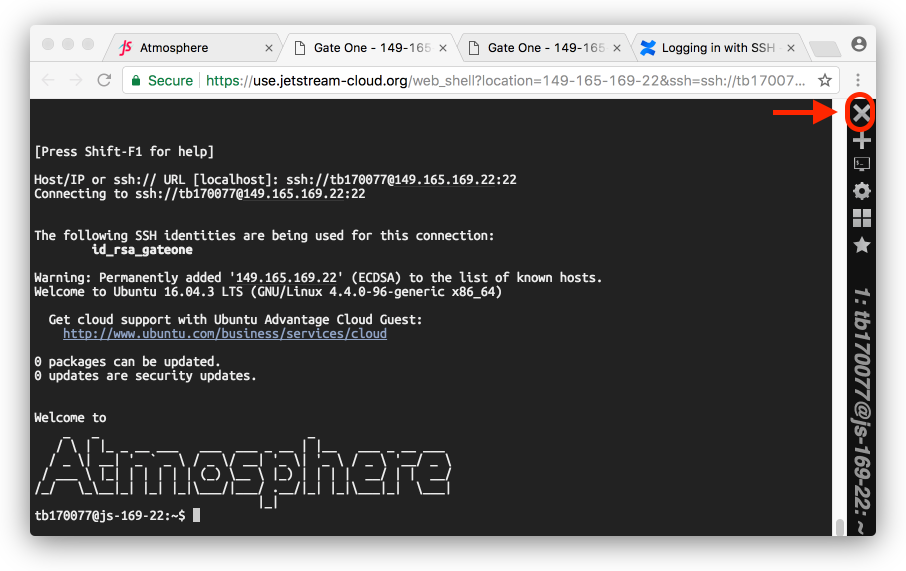 Atmosphere
Gate One - 149-165
Gate One - 149-165
Logging in with SSH
Secure
https://use.jetstream-cloud.org/web_shell?location=149-165-169-22&ssh=ssh://tb17007...
[Press Shift-F1 for help]
Host/IP or ssh:// URL [localhost]: ssh://tb170077@149.165.169.22:22
Connecting to ssh://tb170077@149.165.169.22:22
The following SSH identities are being used for this connection:
id_rsa_gateone
Warning: Permanently added '149.165.169.22' (ECDSA) to the list of known hosts.
Welcome to Ubuntu 16.04.3 LTS (GNU/Linux 4.4.0-96-generic x86_64)
Get cloud support with Ubuntu Advantage Cloud Guest:
http://www.ubuntu.com/business/services/cloud
0 packages can be updated.
0 updates are security updates.
Welcome to
Atmosphere
tb170077@js-169-22:~$
1: tb170077@js-169-22: ~